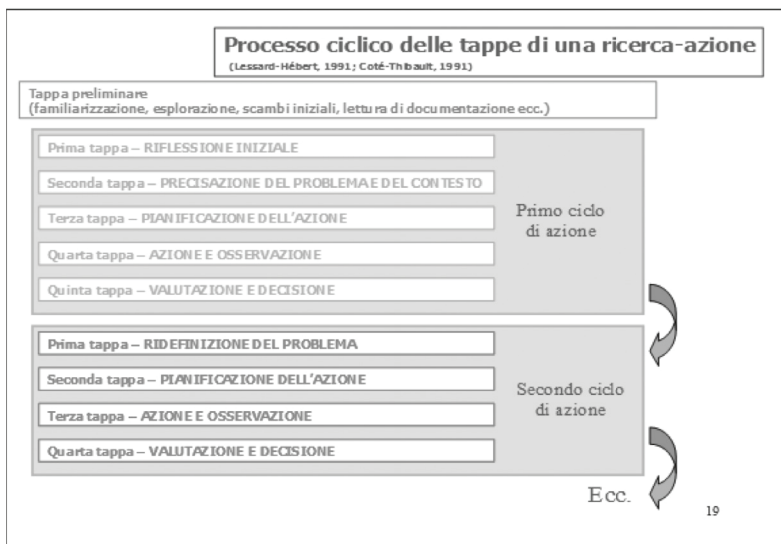 Processo ciclico delle tappe di una ricerca-azione
(Lessard-Hébert, 1991; Coté-Thibault, 1991)
Tappa preliminare
(familiarizzazione, esplorazione, scambi iniziali, lettura di documentazione ecc.)
Prima tappa – RIFLESSIONE INIZIALE
Seconda tappa – PRECISAZIONE DEL PROBLEMA E DEL CONTESTO
Terza tappa – PIANIFICAZIONE DELL'AZIONE
Quarta tappa – AZIONE E OSSERVAZIONE
Quinta tappa – VALUTAZIONE E DECISIONE
Primo ciclo
di azione
Prima tappa – RIDEFINIZIONE DEL PROBLEMA
Seconda tappa – PIANIFICAZIONE DELL'AZIONE
Terza tappa – AZIONE E OSSERVAZIONE
Quarta tappa – VALUTAZIONE E DECISIONE
Secondo ciclo
di azione
Ecc.
19